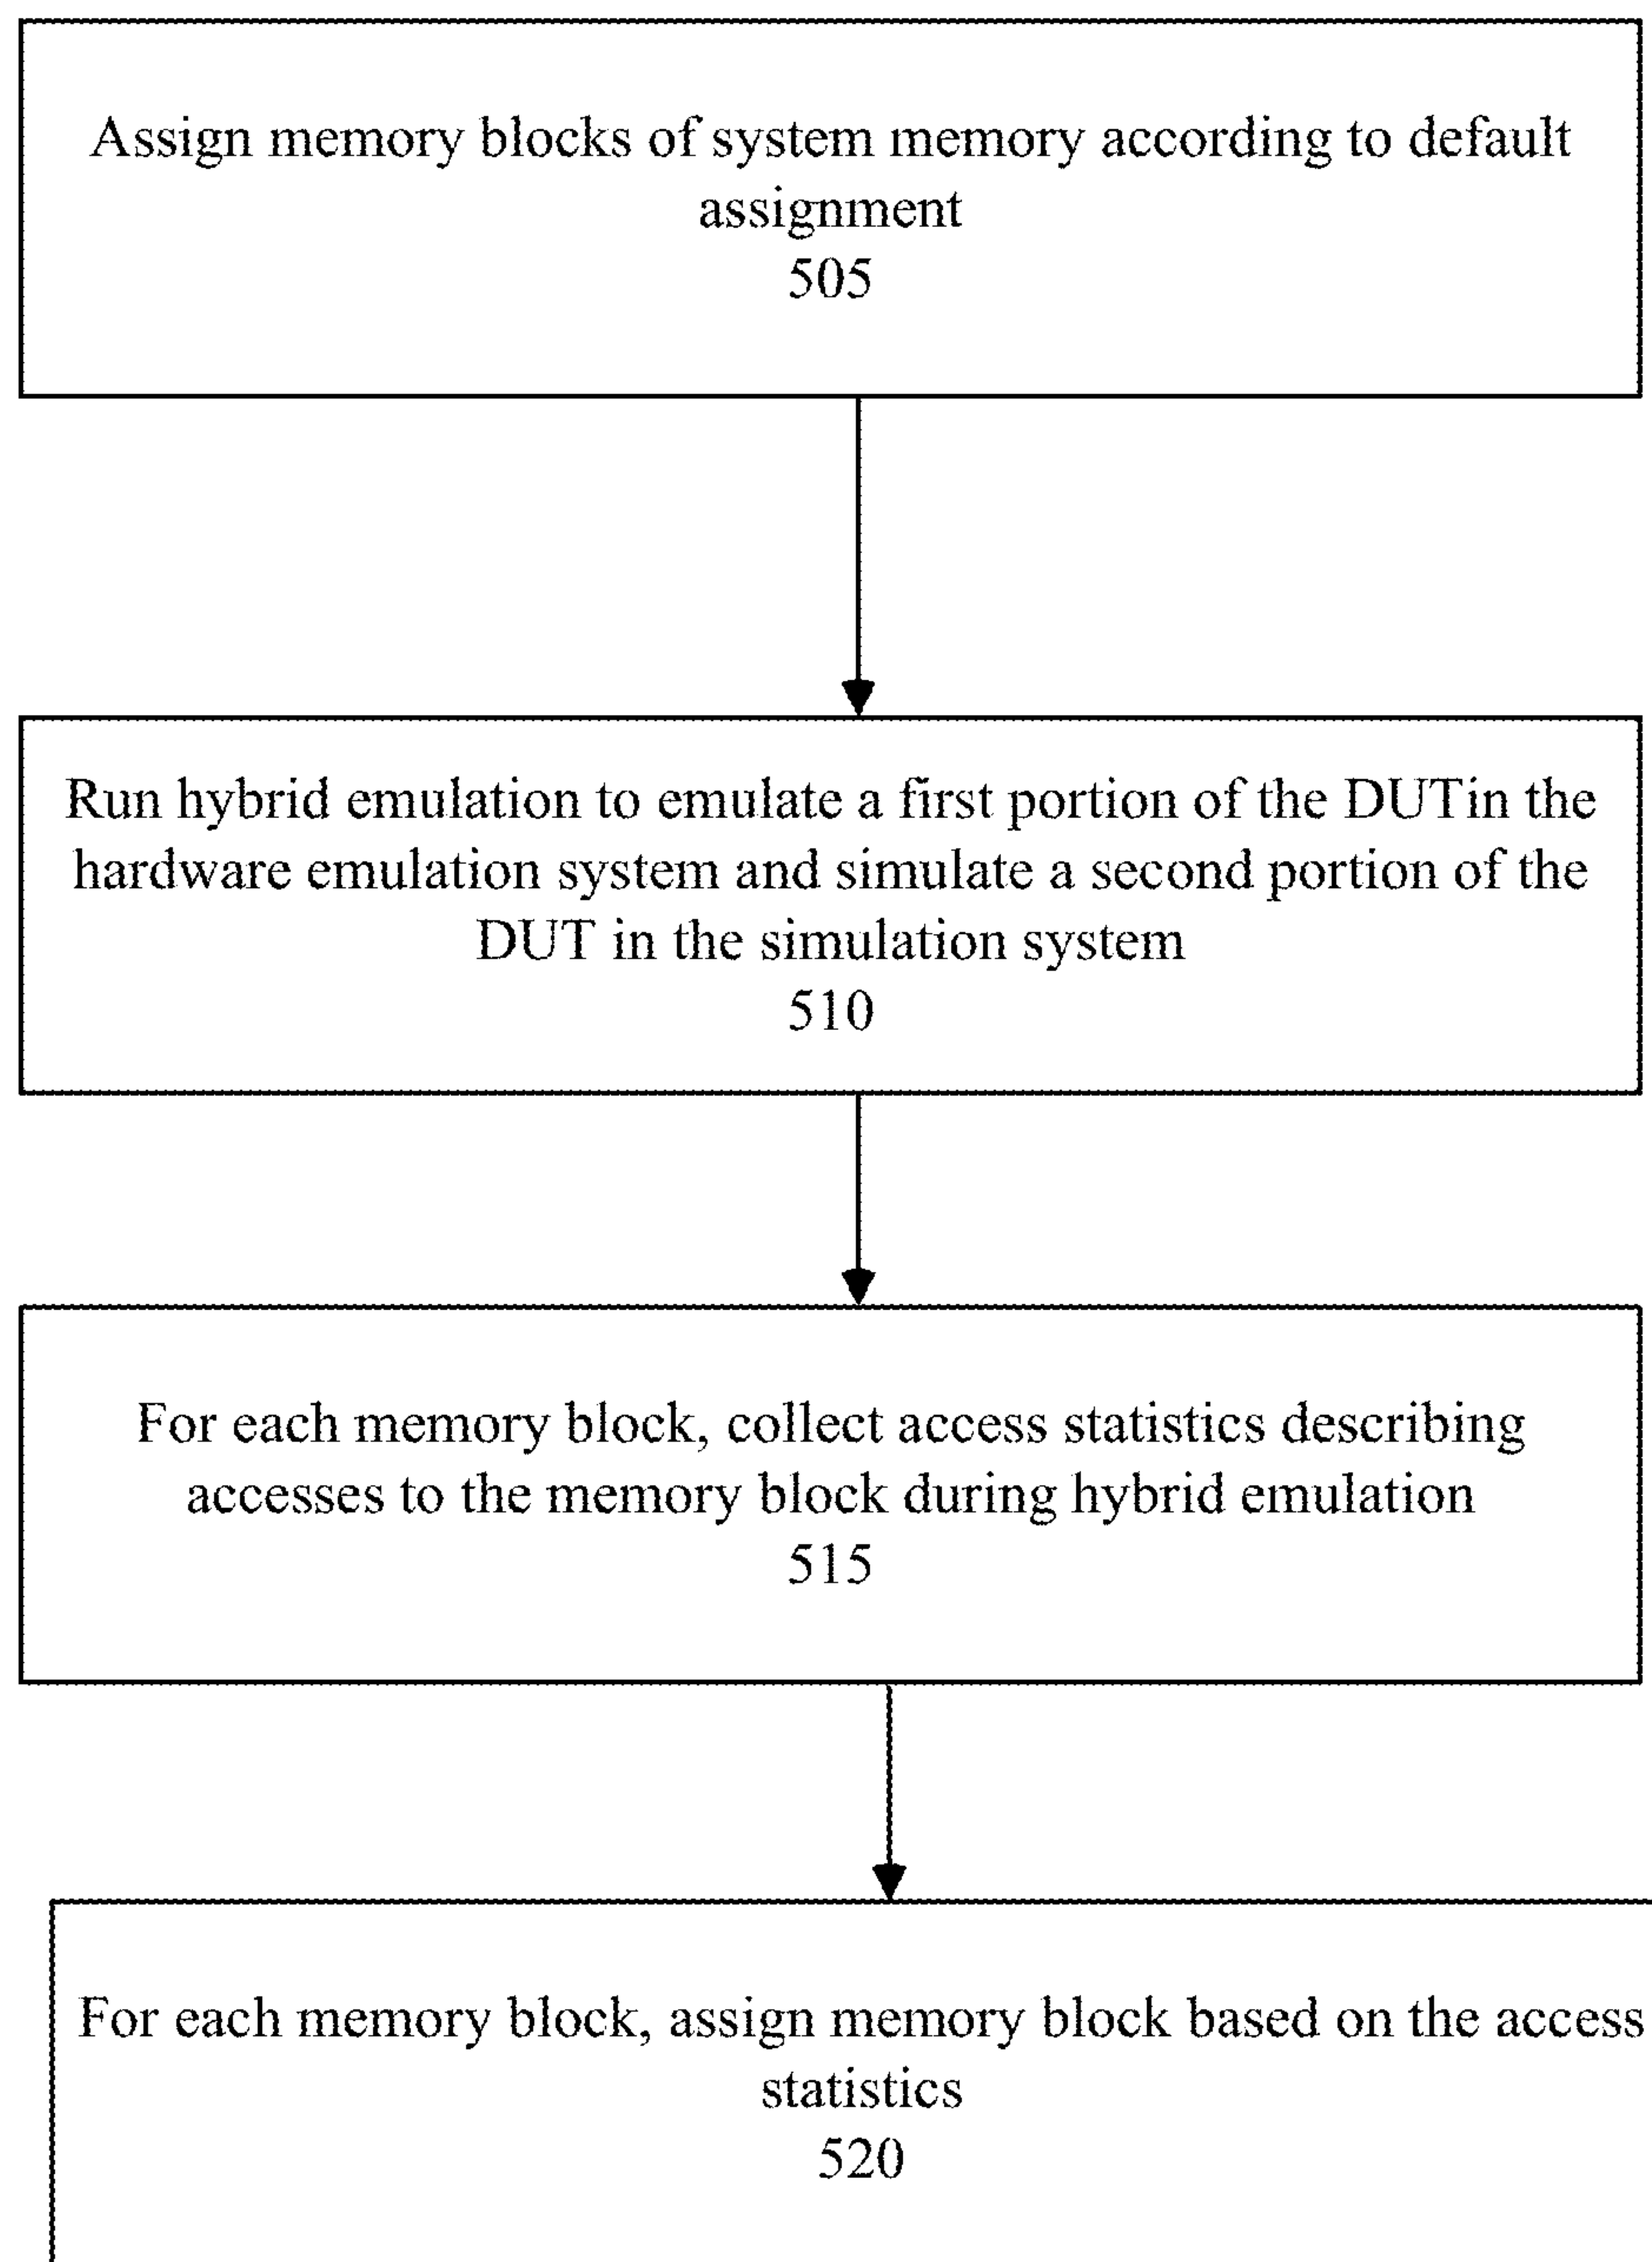 Assign memory blocks of system memory according to default
assignment
505
Run hybrid emulation to emulate a first portion of the DUTin the
hardware emulation system and simulate a second portion of the
DUT in the simulation system
510
For each memory block, collect access statistics describing
accesses to the memory block during hybrid emulation
515
For each memory block, assign memory block based on the access
statistics
520